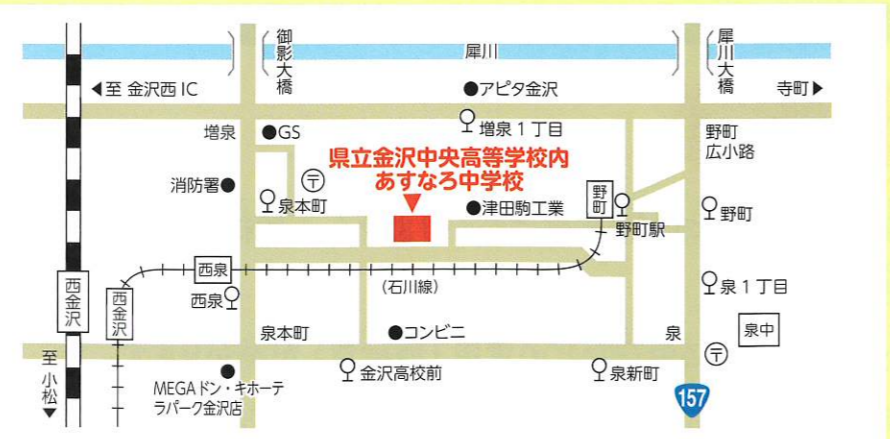 御影大橋
犀川
犀川大橋
◀至 金沢西IC
●アピタ金沢
寺町▶
増泉
●GS
増泉1丁目
野町
広小路
県立金沢中央高等学校内
あすなろ中学校
消防署●
〒
泉本町
●津田駒工業
野町
野町駅
野町
西金沢
西金沢
西泉
西泉
(石川線)
泉1丁目
泉本町
●コンビニ
泉
泉中
〒
至 小松▼
MEGAドン・キホーテ
ラパーク金沢店
金沢高校前
泉新町
157